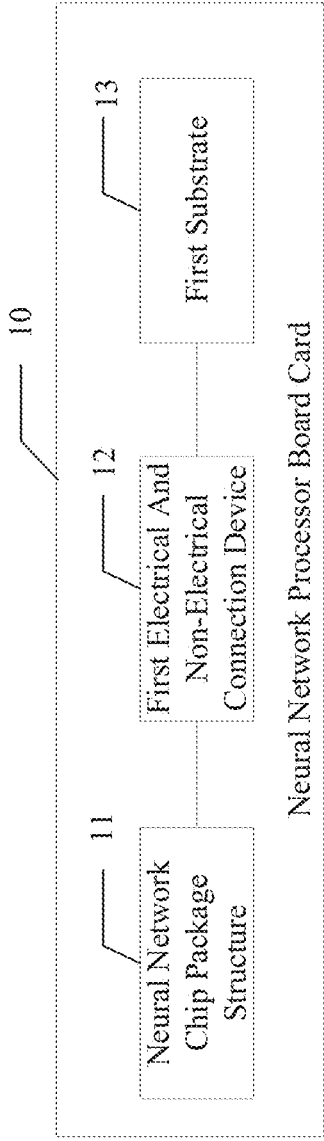 10
11
Neural Network
Chip Package
Structure
12
First Electrical And
Non-Electrical
Connection Device
13
First Substrate
Neural Network Processor Board Card